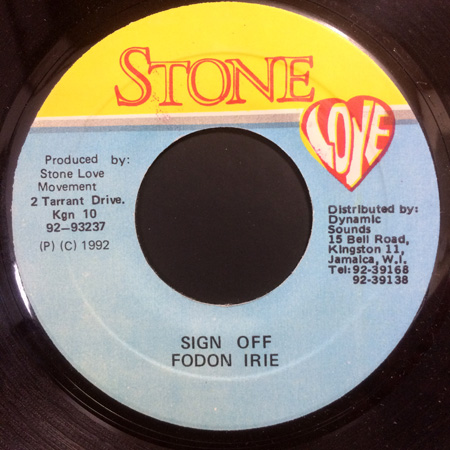 STONE
LOVE
Produced by:
Stone Love
Movement
2 Tarrant Drive.
Kgn 10
92-93237
(P) (C) 1992
Distributed by:
Dynamic
Sounds
15 Bell Road,
Kingston 11,
Jamaica, W.I.
Tel: 92-39168
92-39138
SIGN OFF
FODON IRIE